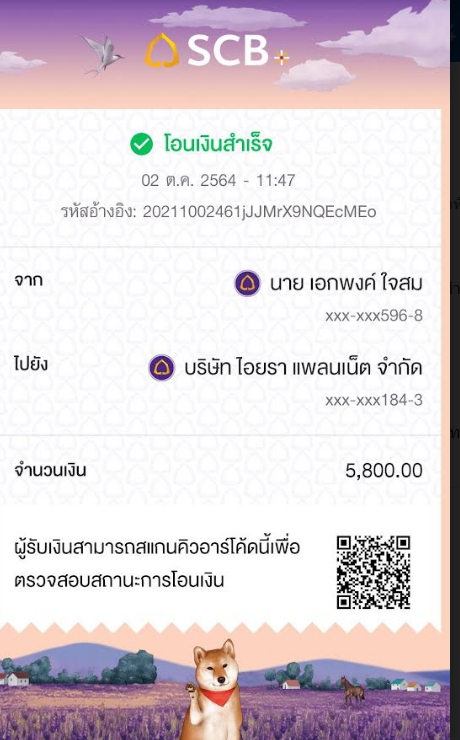 SCB+
โอนเงินสำเร็จ
02 ต.ค. 2564 - 11:47
รหัสอ้างอิง: 20211002461jJJMrX9NQEcMEo
จาก
นาย เอกพงค์ ใจสม
xxx-xxx596-8
ไปยัง
บริษัท ไอยรา แพลนเน็ต จำกัด
xxx-xxx184-3
จำนวนเงิน
5,800.00
ผู้รับเงินสามารถสแกนคิวอาร์โค้ดนี้เพื่อ
ตรวจสอบสถานะการโอนเงิน